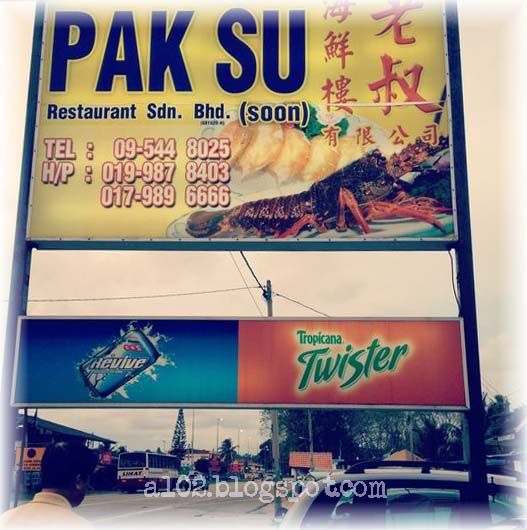 PAK SU
Restaurant Sdn. Bhd. (soon)
海鮮樓
老叔
有限公司
TEL : 09-544 8025
H/P : 019-987 8403
017-989 6666
Revive
Tropicana
Twister
a102.blogspot.com